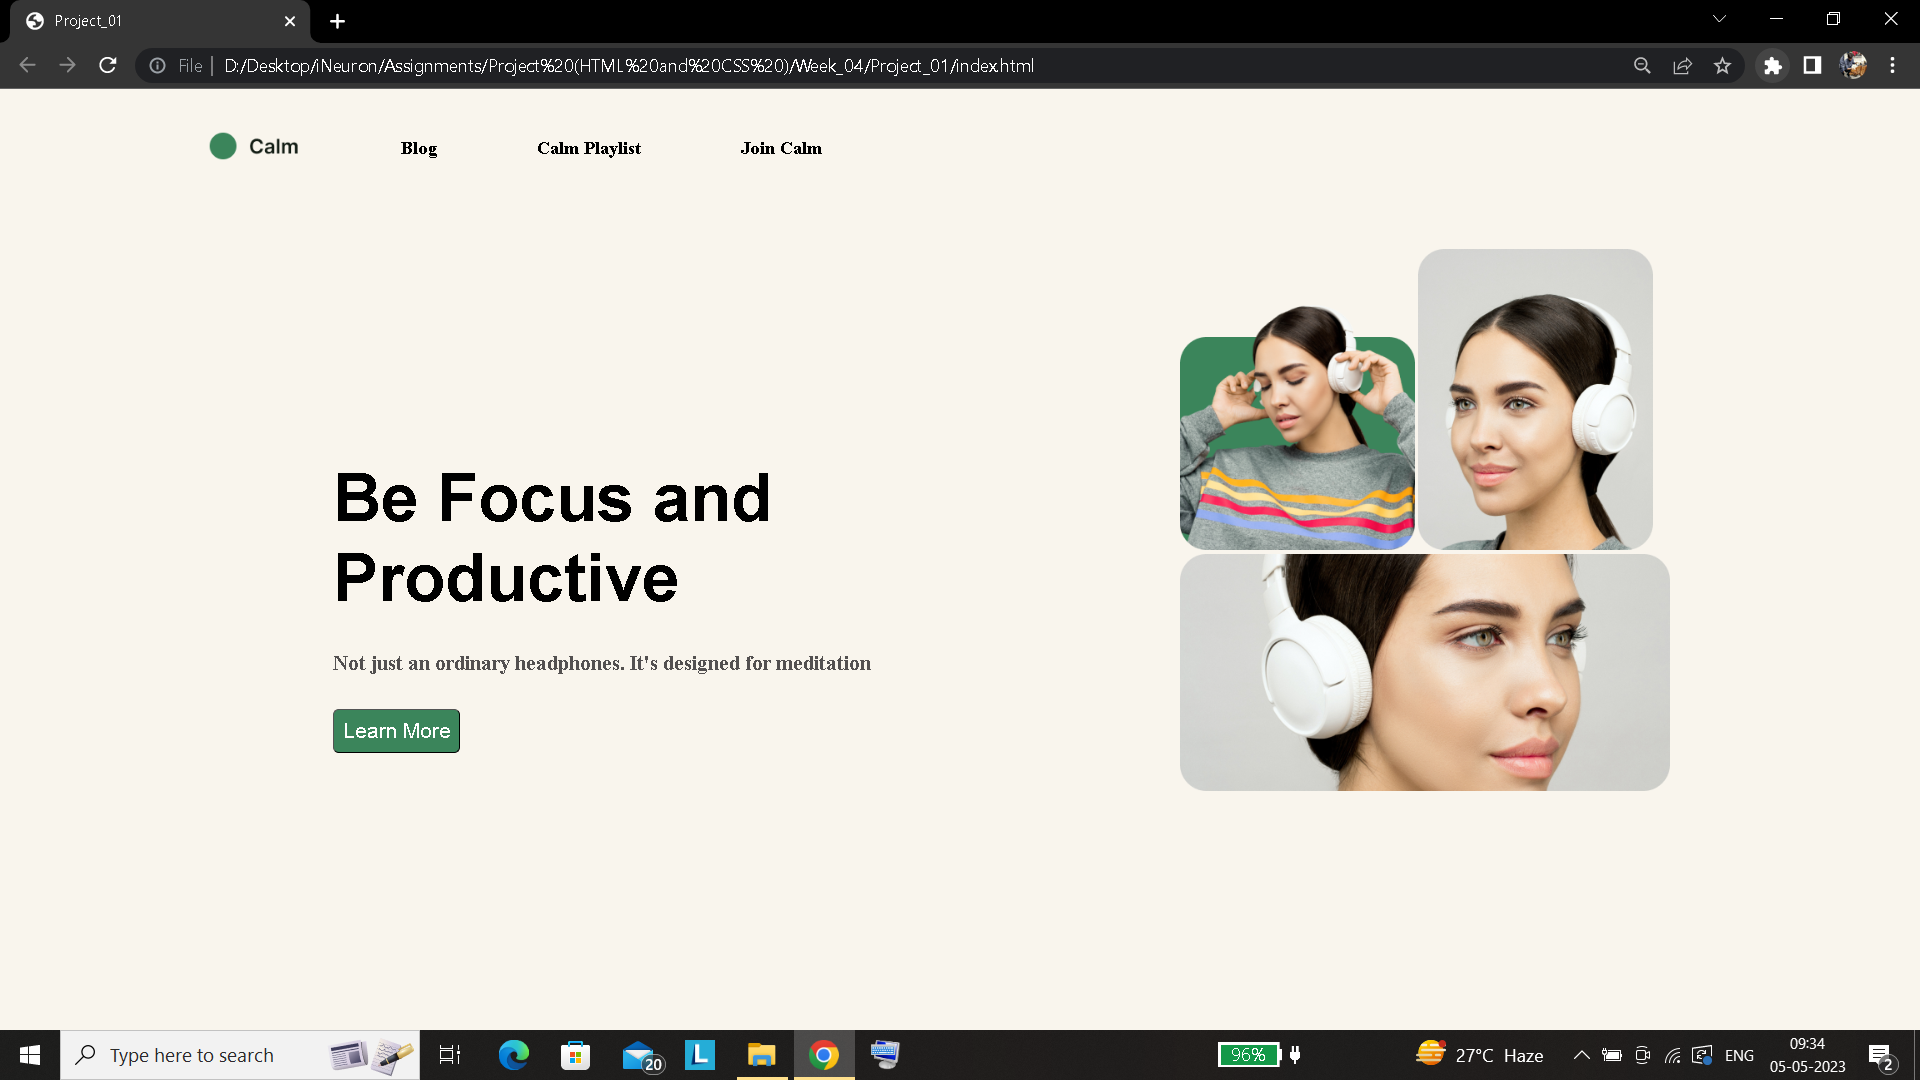 Project_01
File
D:/Desktop/iNeuron/Assignments/Project%20(HTML%20and%20CSS%20)/Week_04/Project_01/index.html
Calm
Blog
Calm Playlist
Join Calm
Be Focus and
Productive
Not just an ordinary headphones. It's designed for meditation
Learn More
Type here to search
20
L
96%
27°C Haze
ENG
09:34
05-05-2023
2